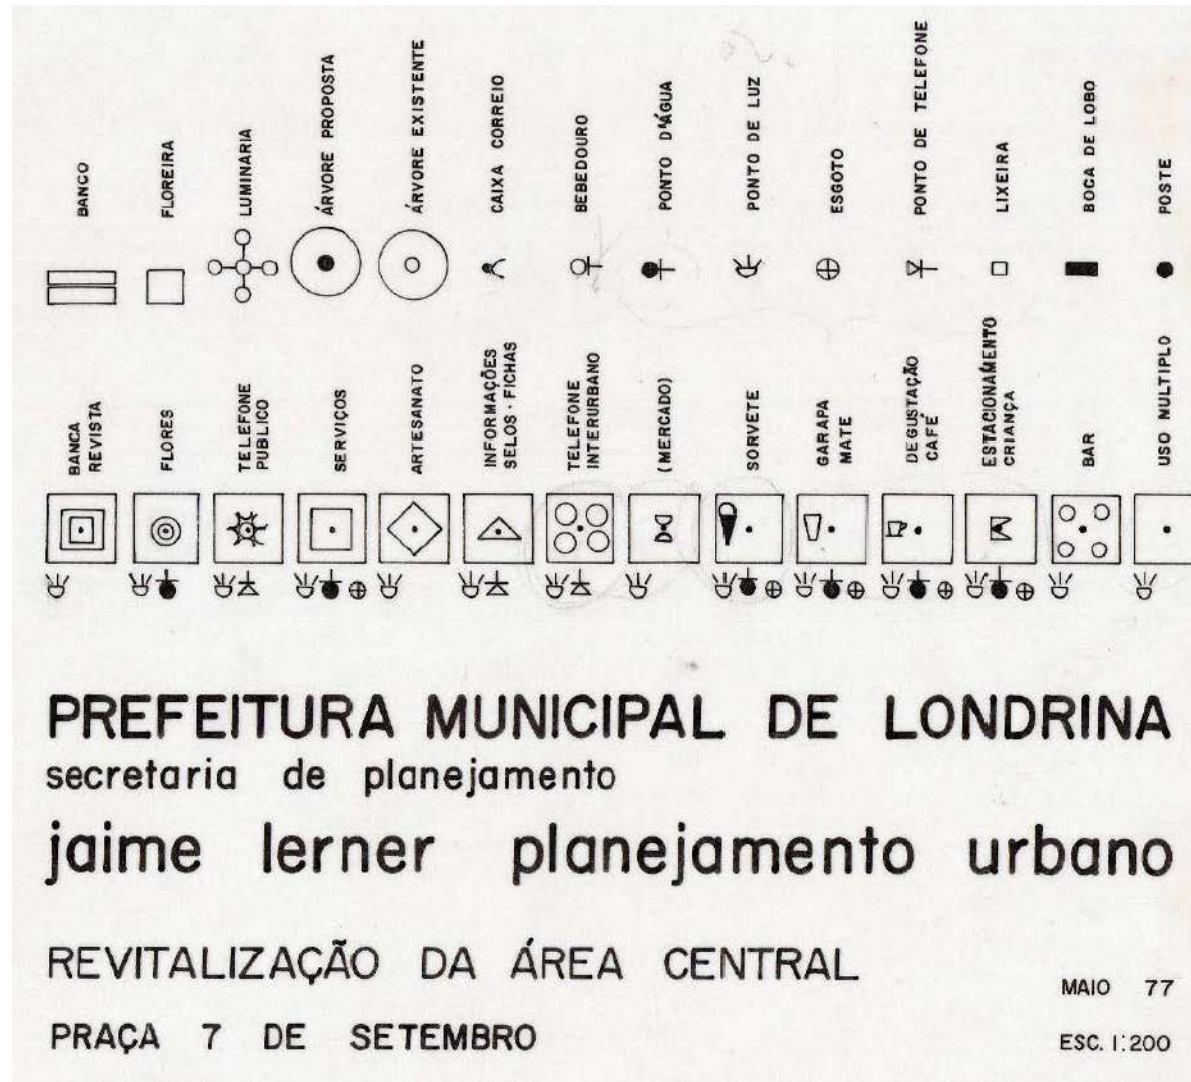 BANCO
FLOREIRA
LUMINARIA
ÁRVORE PROPOSTA
ÁRVORE EXISTENTE
CAIXA CORREIO
BEBEDOURO
PONTO D'ÁGUA
PONTO DE LUZ
ESGOTO
PONTO DE TELEFONE
LIXEIRA
BOCA DE LOBO
POSTE
BANCA
REVISTA
FLORES
TELEFONE
PUBLICO
SERVIÇOS
ARTESANATO
INFORMAÇÕES
SELOS · FICHAS
TELEFONE
INTERURBANO
(MERCADO)
SORVETE
GARAPA
MATE
DEGUSTAÇÃO
CAFÉ
ESTACIONAMENTO
CRIANÇA
BAR
USO MULTIPLO
PREFEITURA MUNICIPAL DE LONDRINA
secretaria de planejamento
jaime lerner planejamento urbano
REVITALIZAÇÃO DA ÁREA CENTRAL
MAIO 77
PRAÇA 7 DE SETEMBRO
ESC. 1:200